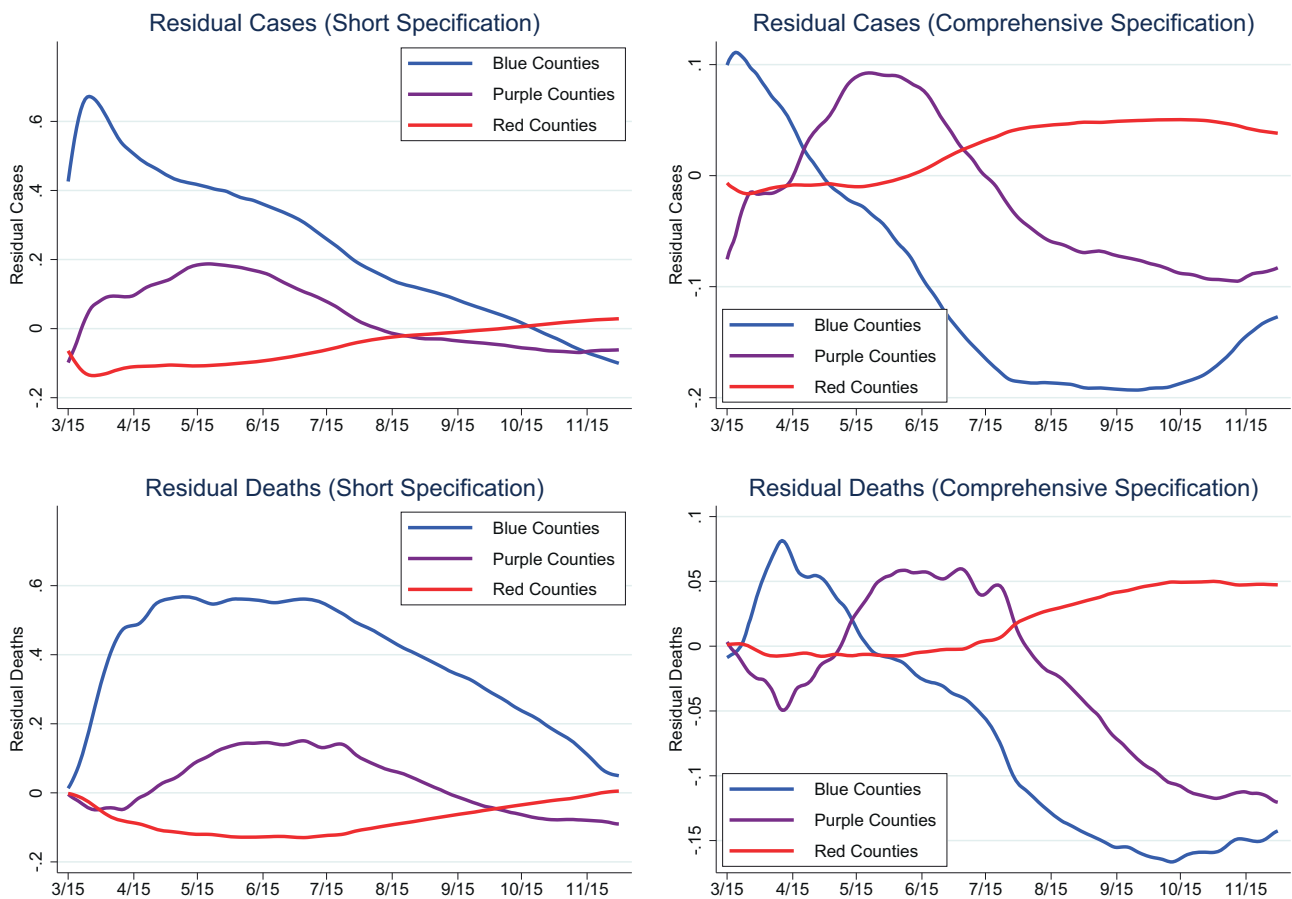 Residual Cases (Short Specification)
Residual Cases
.6
.4
.2
0
-.2
Blue Counties
Purple Counties
Red Counties
3/15 4/15 5/15 6/15 7/15 8/15 9/15 10/15 11/15
Residual Cases (Comprehensive Specification)
Residual Cases
.1
0
-.1
-.2
Blue Counties
Purple Counties
Red Counties
3/15 4/15 5/15 6/15 7/15 8/15 9/15 10/15 11/15
Residual Deaths (Short Specification)
Residual Deaths
.6
.4
.2
0
-.2
Blue Counties
Purple Counties
Red Counties
3/15 4/15 5/15 6/15 7/15 8/15 9/15 10/15 11/15
Residual Deaths (Comprehensive Specification)
Residual Deaths
.1
.05
0
-.05
-.1
-.15
Blue Counties
Purple Counties
Red Counties
3/15 4/15 5/15 6/15 7/15 8/15 9/15 10/15 11/15